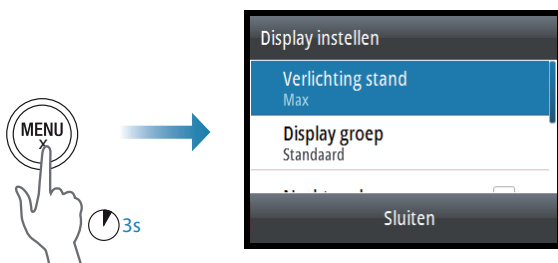 MENU
X
3s
Display instellen
Verlichting stand
Max
Display groep
Standaard
Sluiten